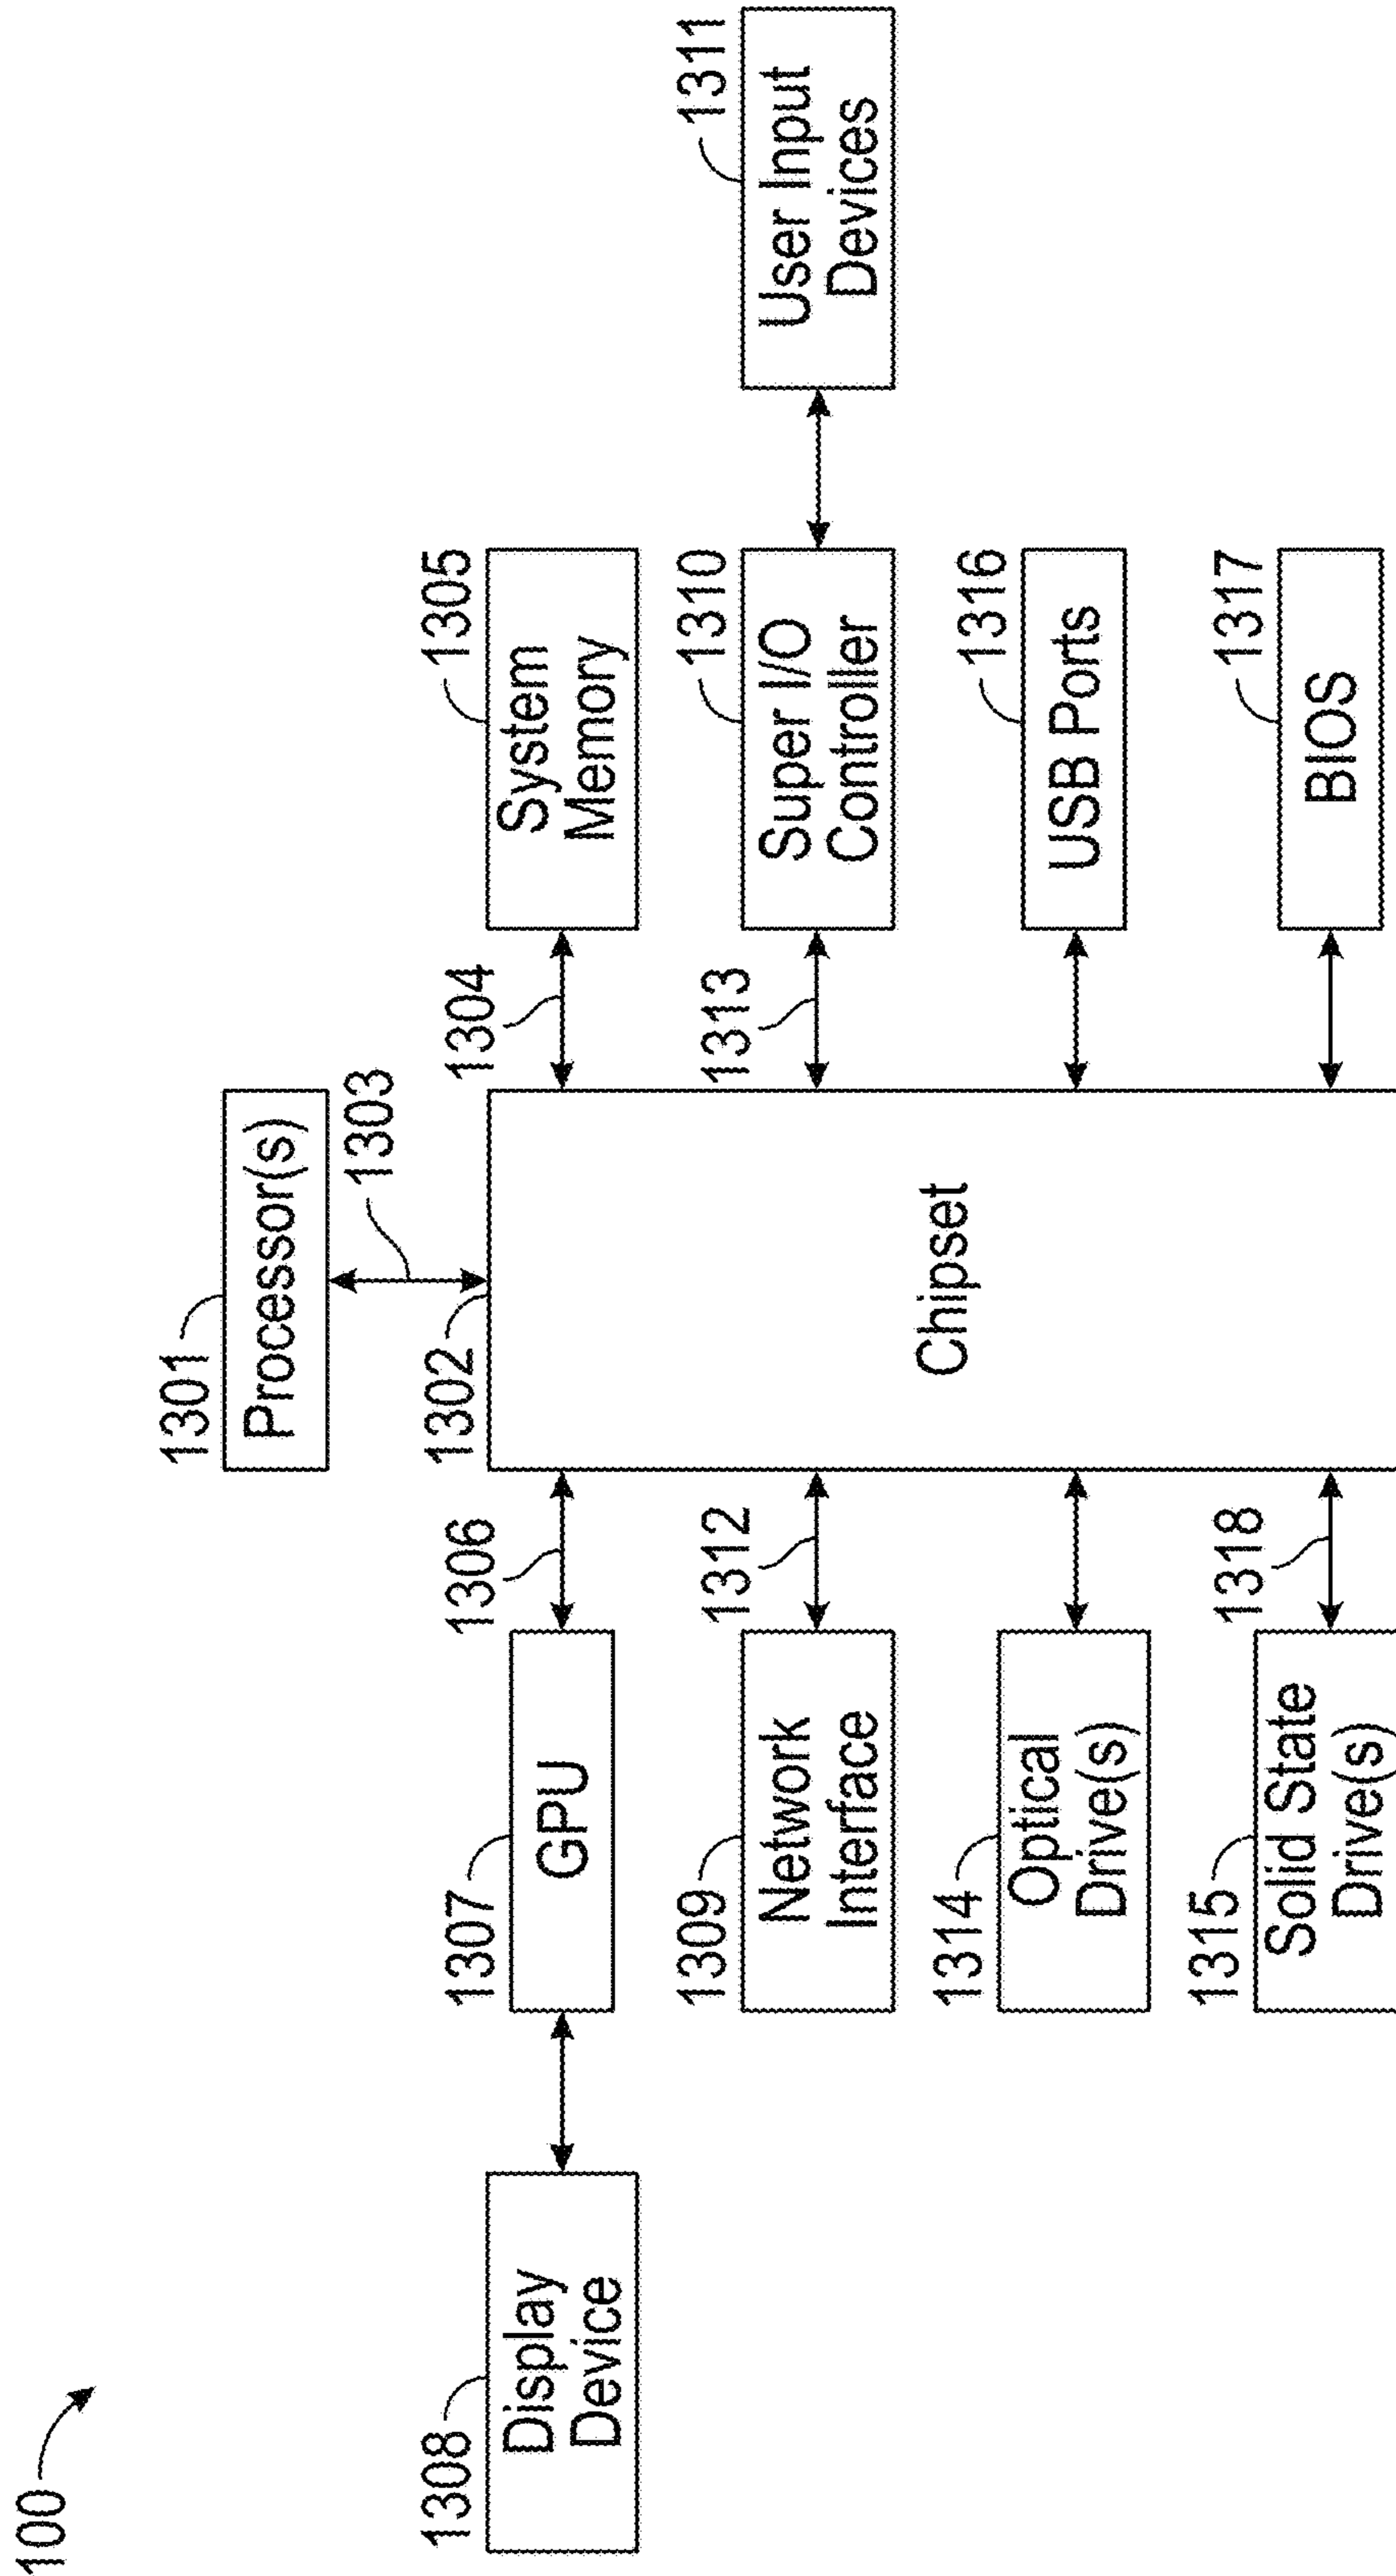 100
1301
Processor(s)
1303
1302
1308
Display
Device
1307
GPU
1306
1304
1305
System
Memory
1309
Network
Interface
1312
Chipset
1313
1310
Super I/O
Controller
1311
User Input
Devices
1314
Optical
Drive(s)
1316
USB Ports
1315
Solid State
Drive(s)
1318
1317
BIOS